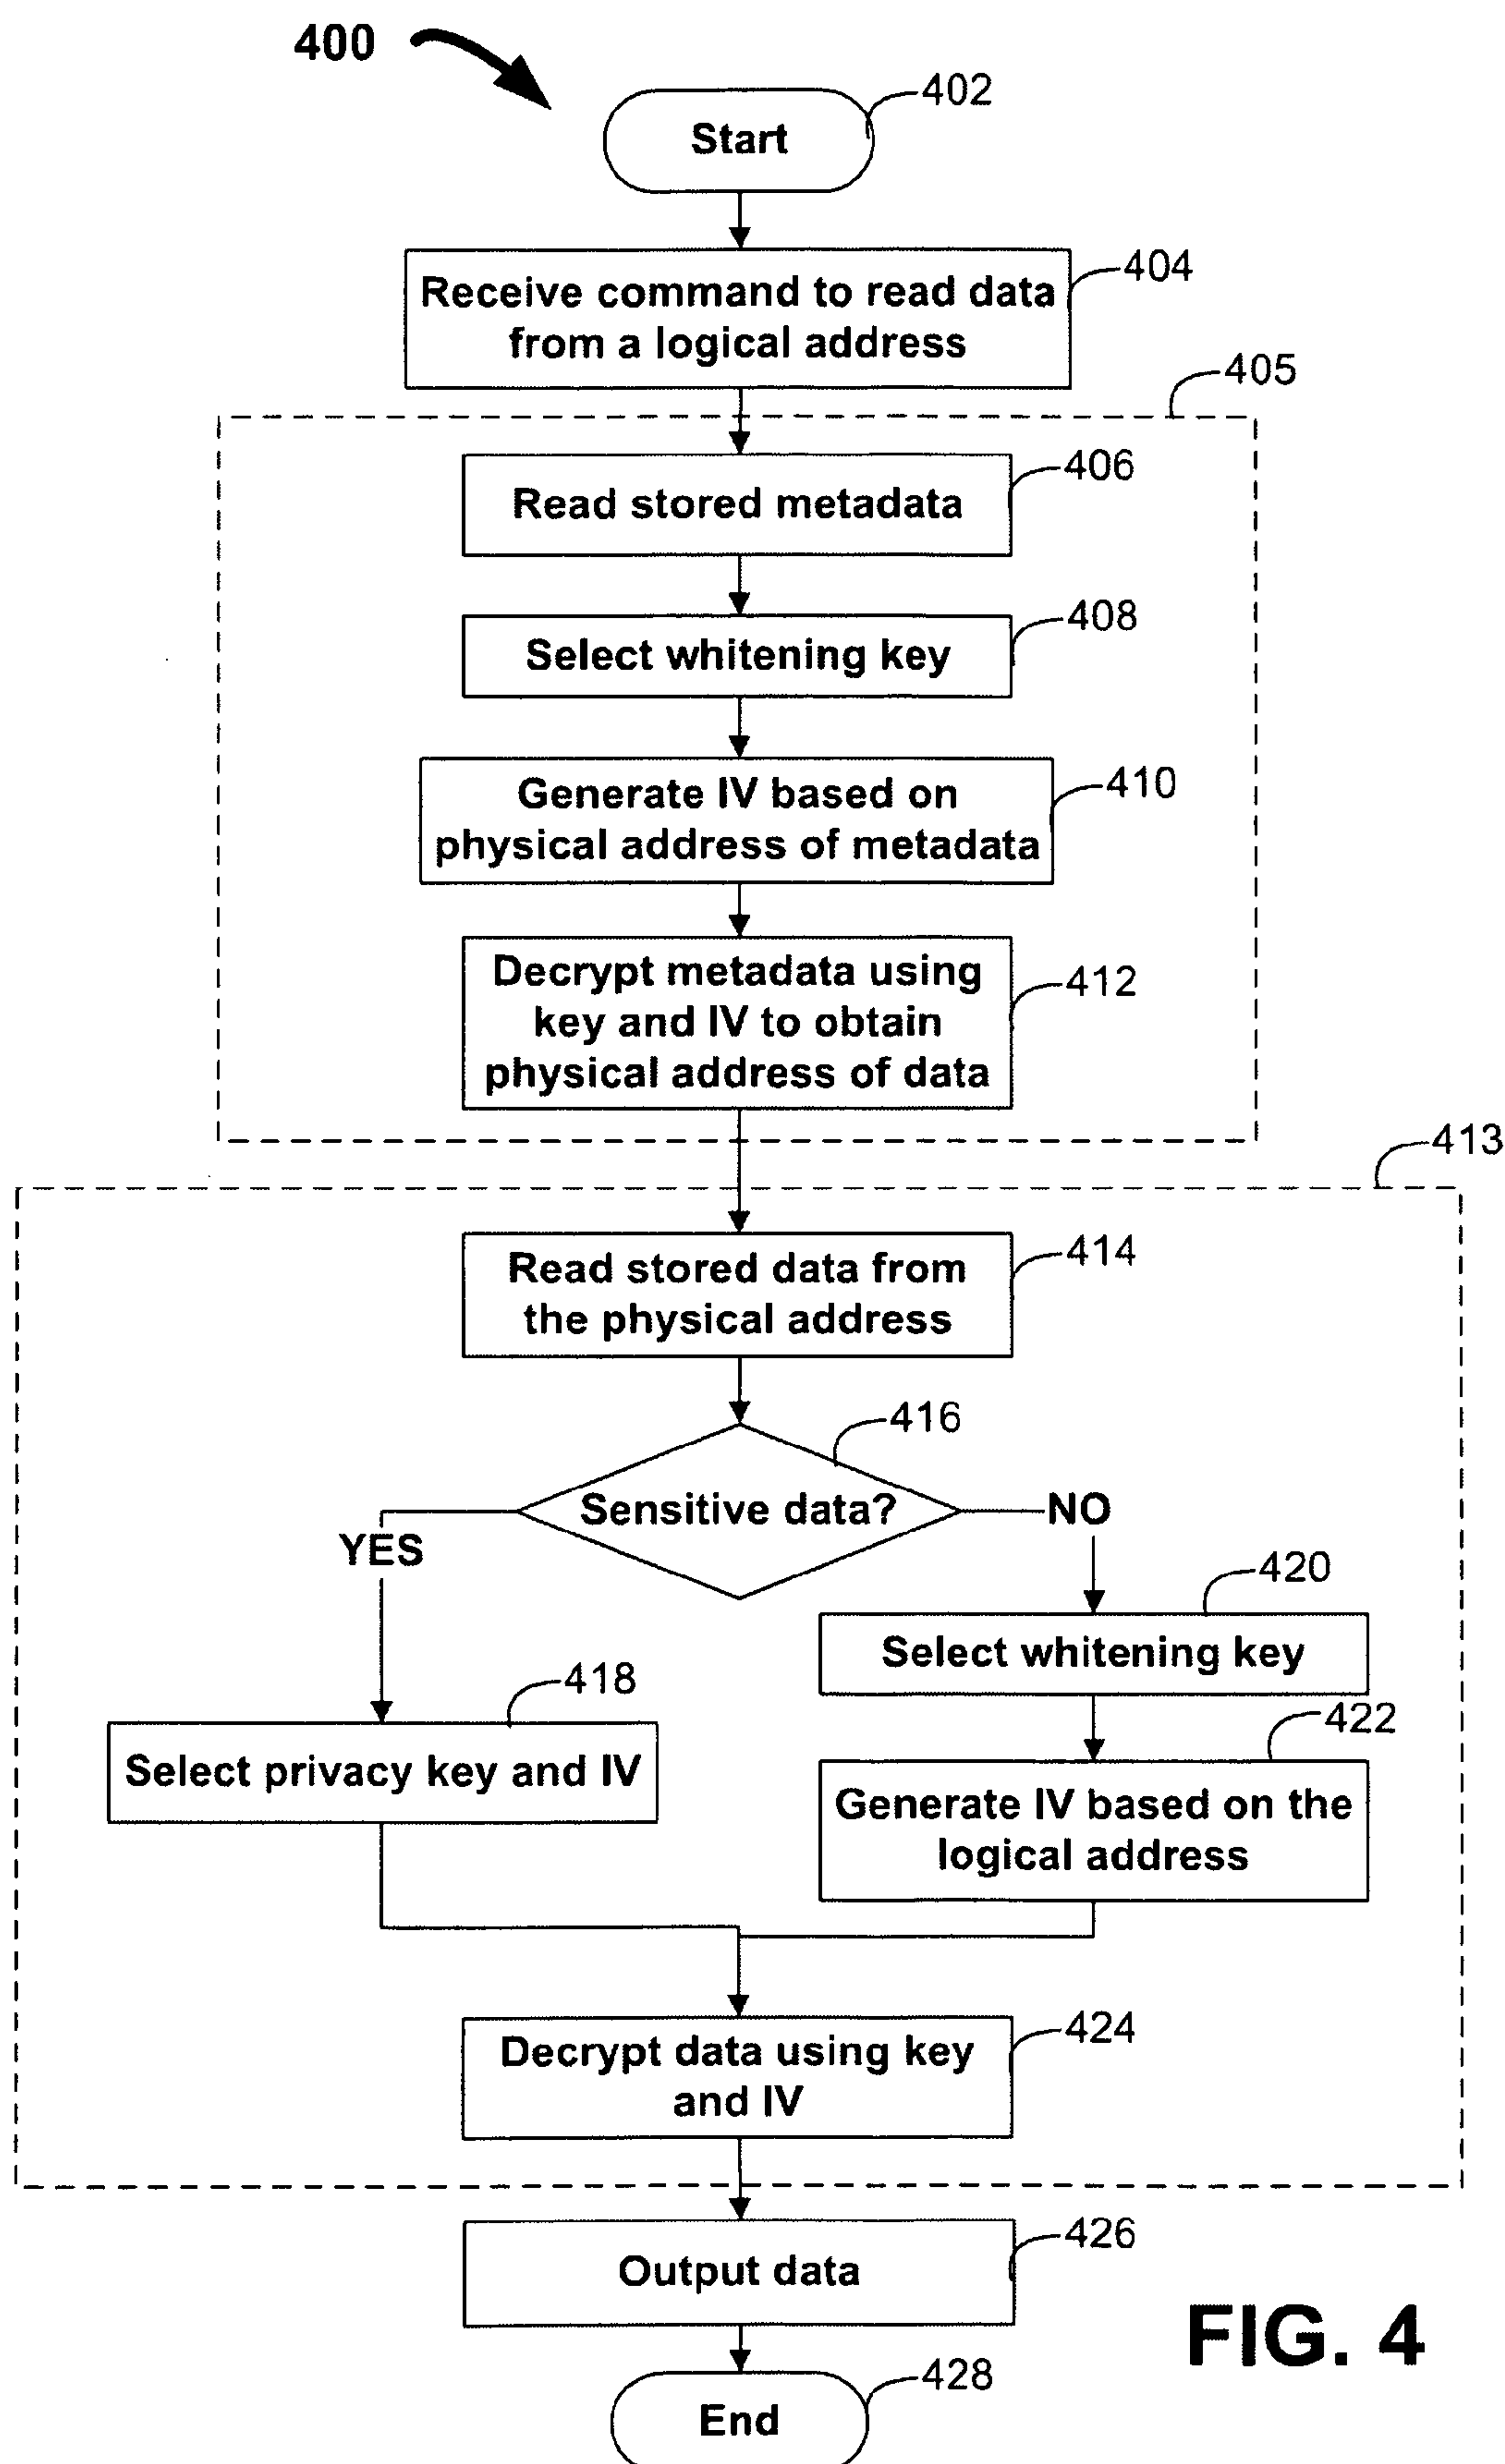 400
402
Start
404
Receive command to read data
from a logical address
405
406
Read stored metadata
408
Select whitening key
410
Generate IV based on
physical address of metadata
412
Decrypt metadata using
key and IV to obtain
physical address of data
413
414
Read stored data from
the physical address
416
Sensitive data?
YES
NO
420
Select whitening key
418
Select privacy key and IV
422
Generate IV based on the
logical address
424
Decrypt data using key
and IV
426
Output data
FIG. 4
428
End